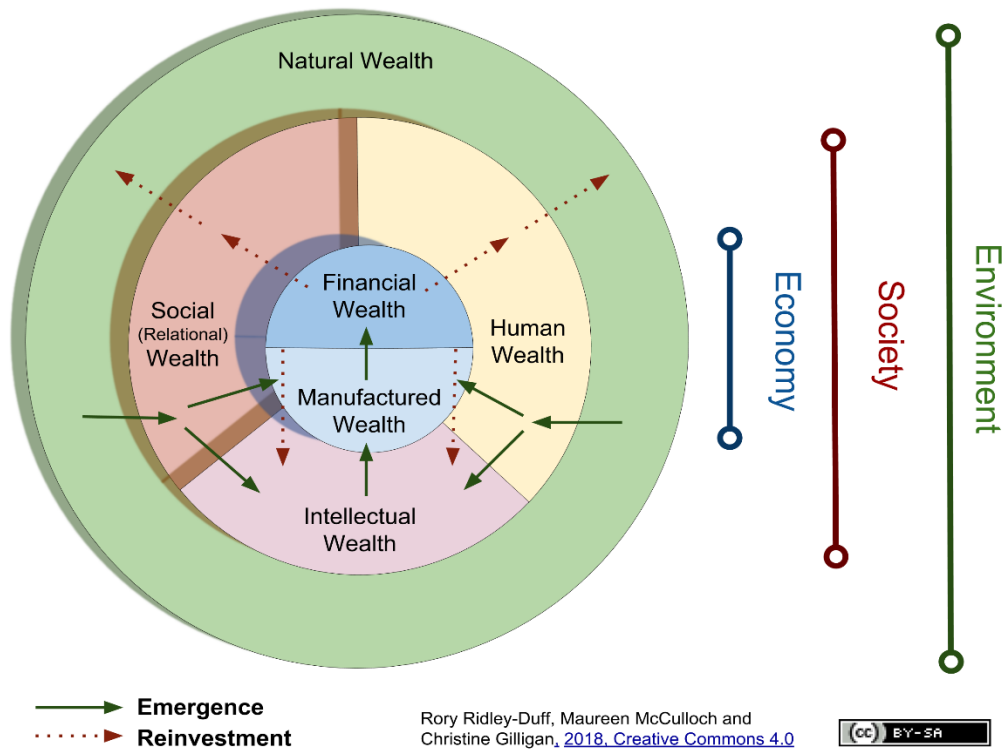 Natural Wealth
Financial
Wealth
Social
(Relational)
Wealth
Human
Wealth
Manufactured
Wealth
Intellectual
Wealth
Economy
Society
Environment
Emergence
Reinvestment
Rory Ridley-Duff, Maureen McCulloch and
Christine Gilligan, 2018, Creative Commons 4.0
cc BY-SA